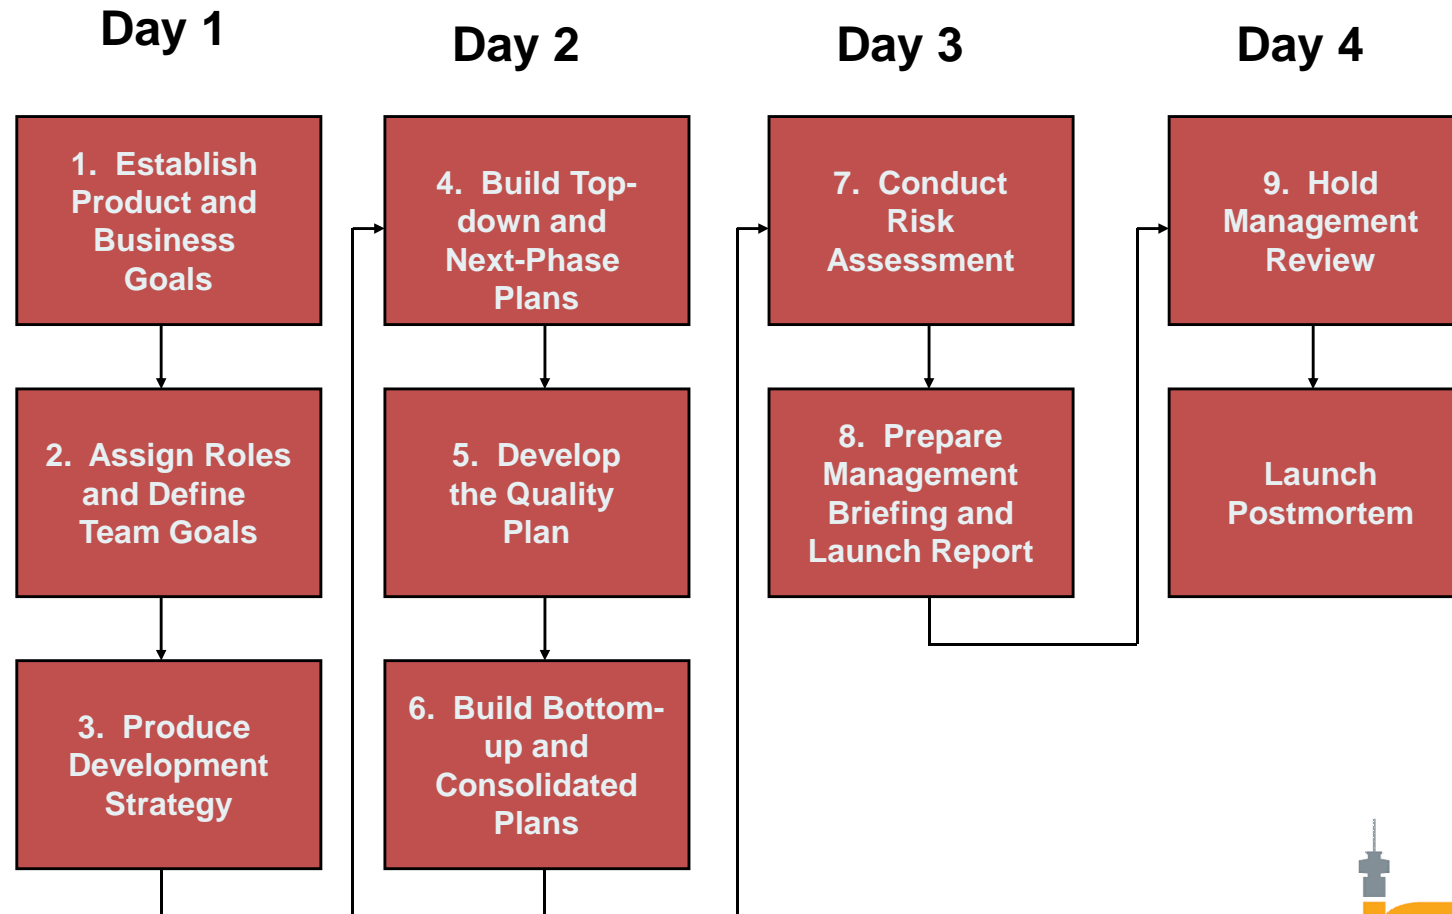 Day 1
Day 2
Day 3
Day 4
1. Establish
Product and
Business
Goals
2. Assign Roles
and Define
Team Goals
3. Produce
Development
Strategy
4. Build Top-
down and
Next-Phase
Plans
5. Develop
the Quality
Plan
6. Build Bottom-
up and
Consolidated
Plans
7. Conduct
Risk
Assessment
8. Prepare
Management
Briefing and
Launch Report
9. Hold
Management
Review
Launch
Postmortem